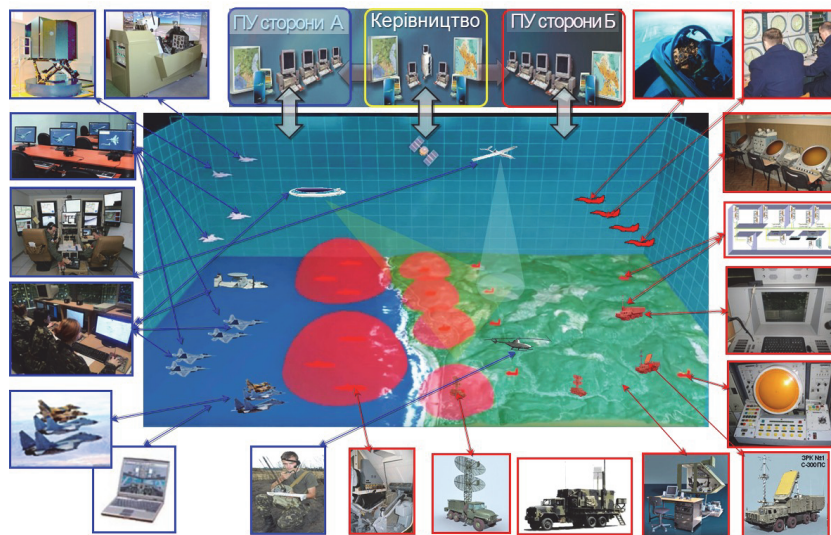 ПУ сторони А
Керівництво
ПУ сторони Б
ЗРК №1
С-300ПС